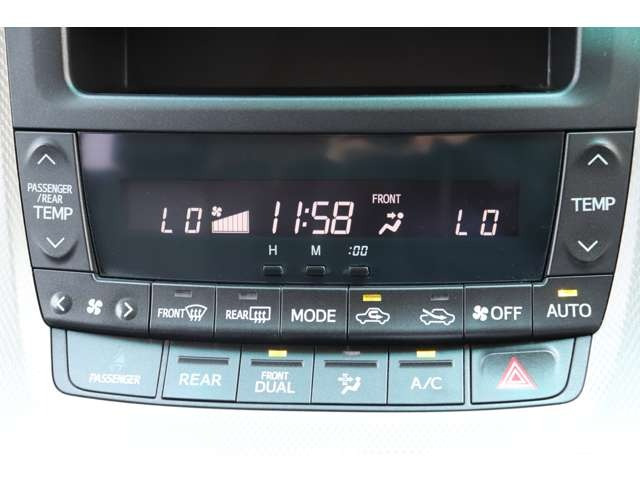 PASSENGER
/REAR
TEMP
LO
11:58
FRONT
LO
TEMP
H
M
:00
FRONT
REAR
MODE
OFF
AUTO
PASSENGER
REAR
FRONT
DUAL
A/C